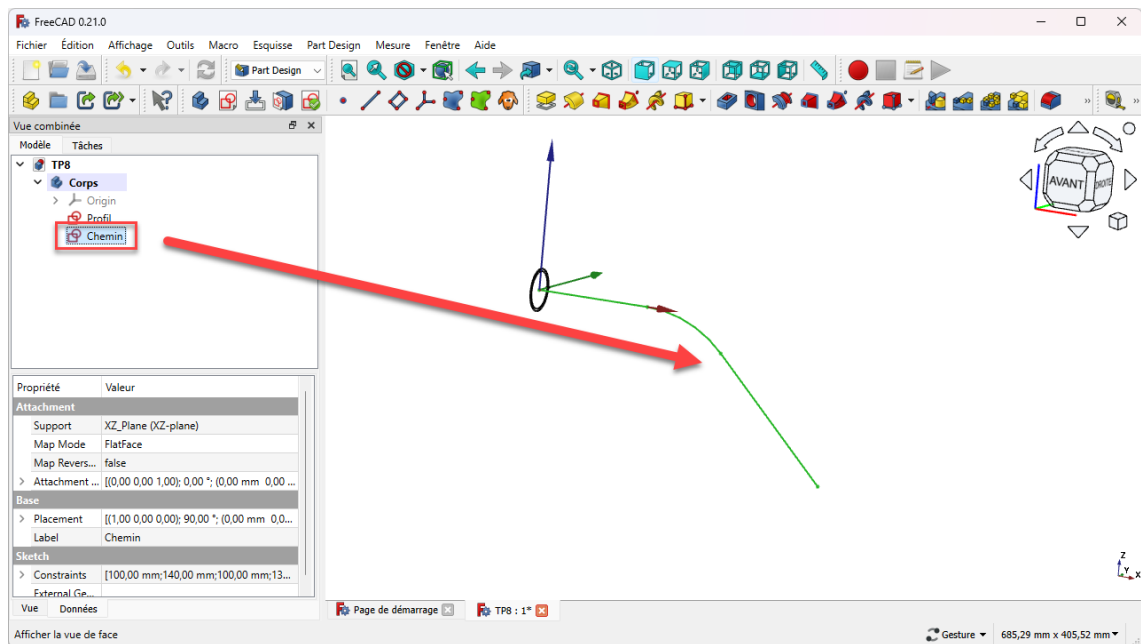 FreeCAD 0.21.0
Fichier Édition Affichage Outils Macro Esquisse Part Design Mesure Fenêtre Aide
Part Design
Vue combinée
Modèle Tâches
TP8
Corps
Origin
Profil
Chemin
AVANT
DROITE
Propriété Valeur
Attachment
Support XZ_Plane (XZ-plane)
Map Mode FlatFace
Map Revers... false
Attachment ... [(0,00 0,00 1,00); 0,00 °; (0,00 mm 0,00 ...
Base
Placement [(1,00 0,00 0,00); 90,00 °; (0,00 mm 0,0...
Label Chemin
Sketch
Constraints [100,00 mm;140,00 mm;100,00 mm;13...
External Ge...
Vue Données
Z
Y
X
Page de démarrage TP8 : 1*
Afficher la vue de face
Gesture 685,29 mm x 405,52 mm